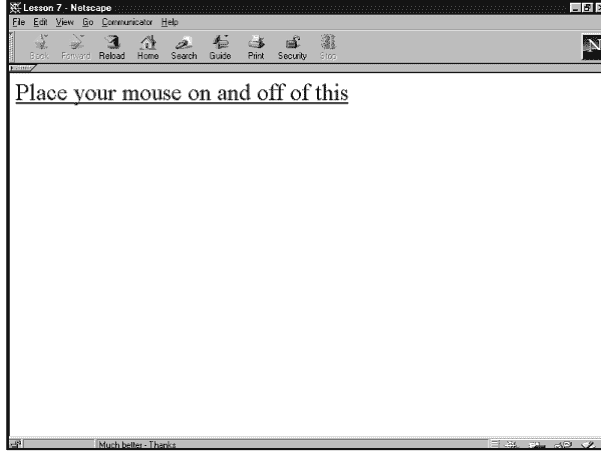 Lesson 7 - Netscape
File Edit View Go Communicator Help
Back Forward Reload Home Search Guide Print Security Stop
N
Place your mouse on and off of this
Much better - Thanks